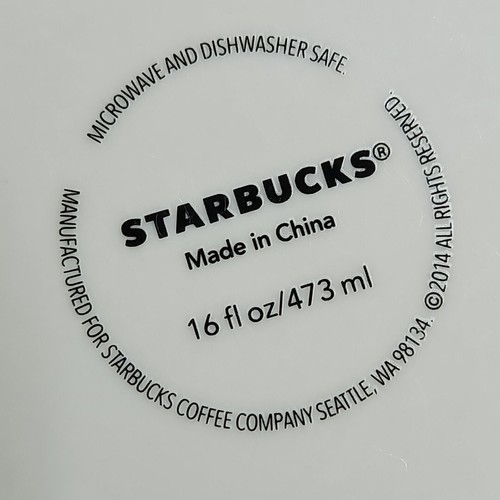 MICROWAVE AND DISHWASHER SAFE.
STARBUCKS®
Made in China
16 fl oz/473 ml
MANUFACTURED FOR STARBUCKS COFFEE COMPANY SEATTLE, WA 98134. ©2014 ALL RIGHTS RESERVED.